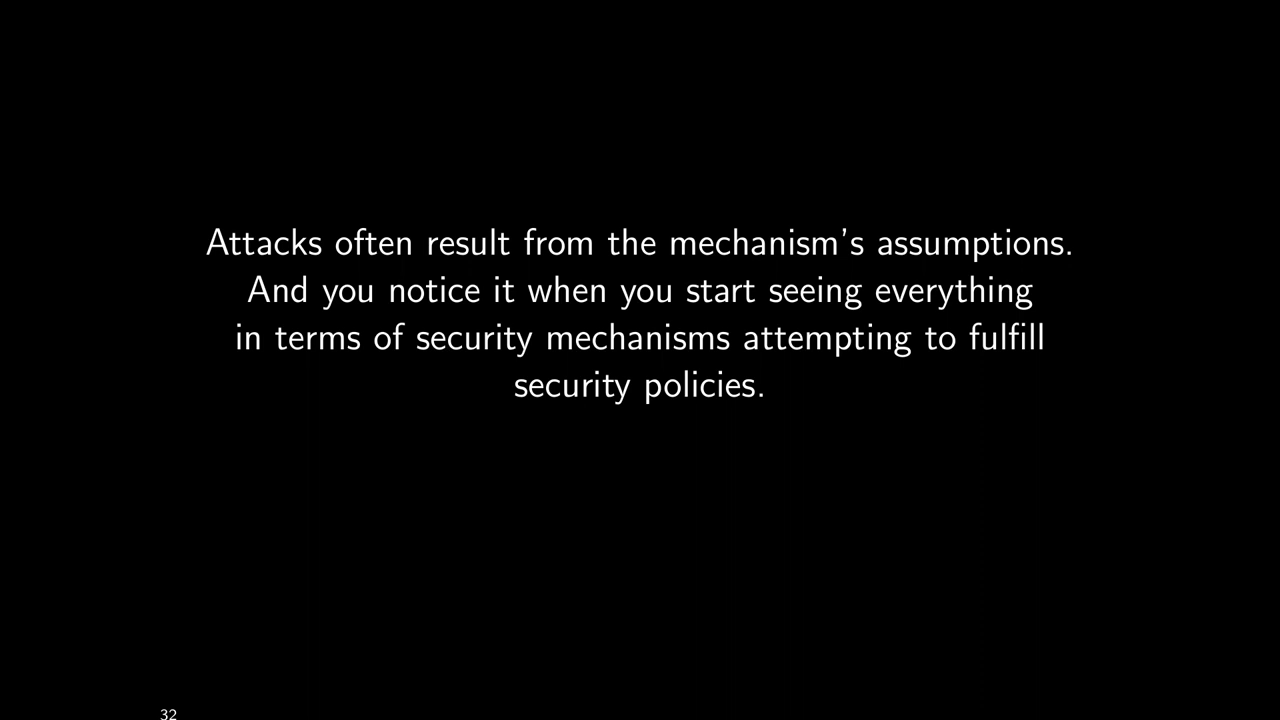 Attacks often result from the mechanism's assumptions.
And you notice it when you start seeing everything
in terms of security mechanisms attempting to fulfill
security policies.
32